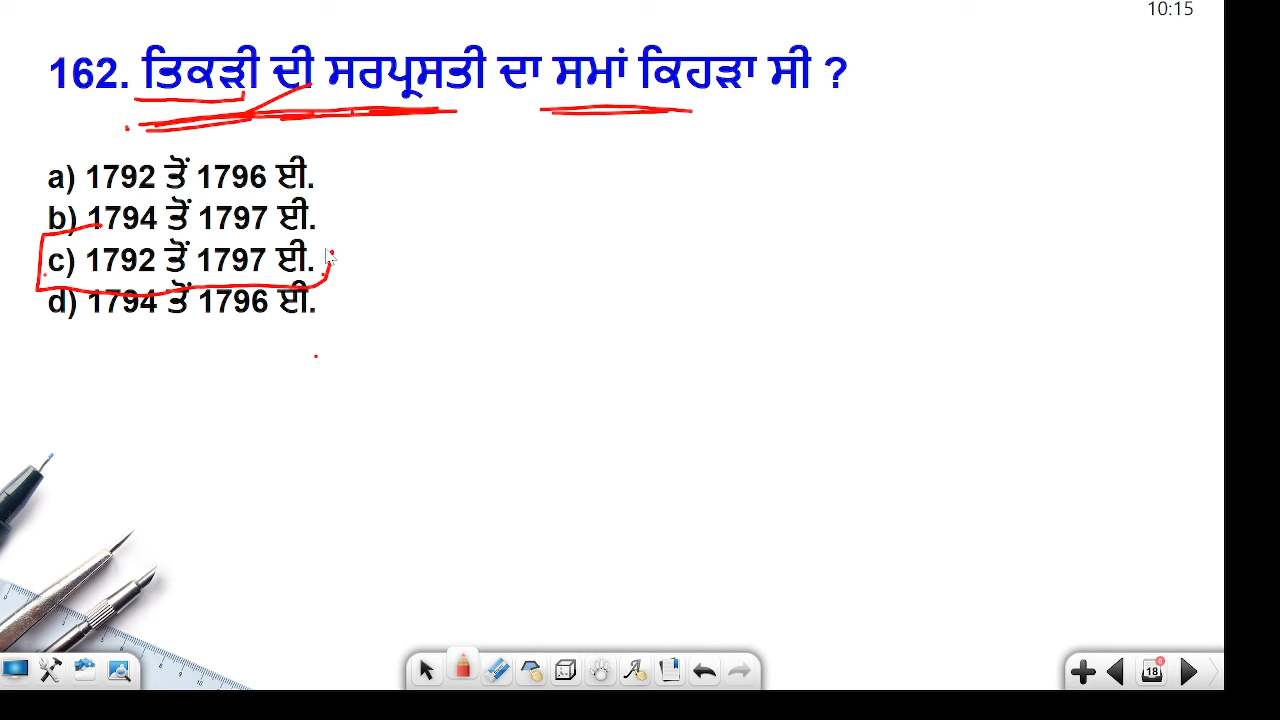 10:15
162. ਤਿਕੜੀ ਦੀ ਸਰਪ੍ਰਸਤੀ ਦਾ ਸਮਾਂ ਕਿਹੜਾ ਸੀ ?
a) 1792 ਤੋਂ 1796 ਈ.
b) 1794 ਤੋਂ 1797 ਈ.
c) 1792 ਤੋਂ 1797 ਈ.
d) 1794 ਤੋਂ 1796 ਈ.
18